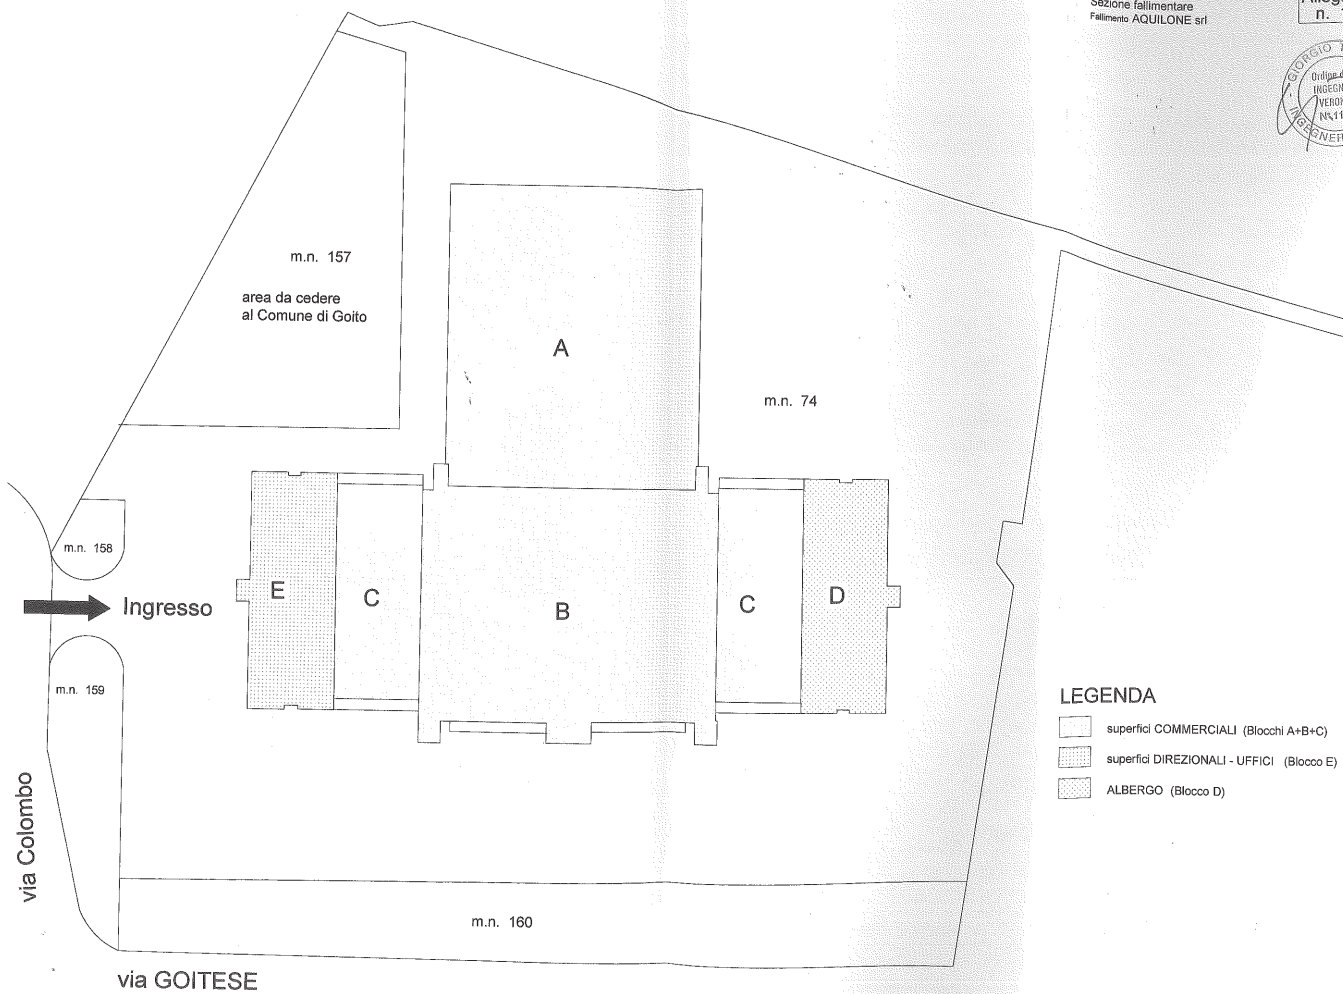 Sezione fallimentare
Fallimento AQUILONE srl
n.
m.n. 157
area da cedere
al Comune di Goito
A
m.n. 74
m.n. 158
E
C
B
C
D
Ingresso
m.n. 159
LEGENDA
superfici COMMERCIALI (Blocchi A+B+C)
superfici DIREZIONALI - UFFICI (Blocco E)
ALBERGO (Blocco D)
via Colombo
m.n. 160
via GOITESE